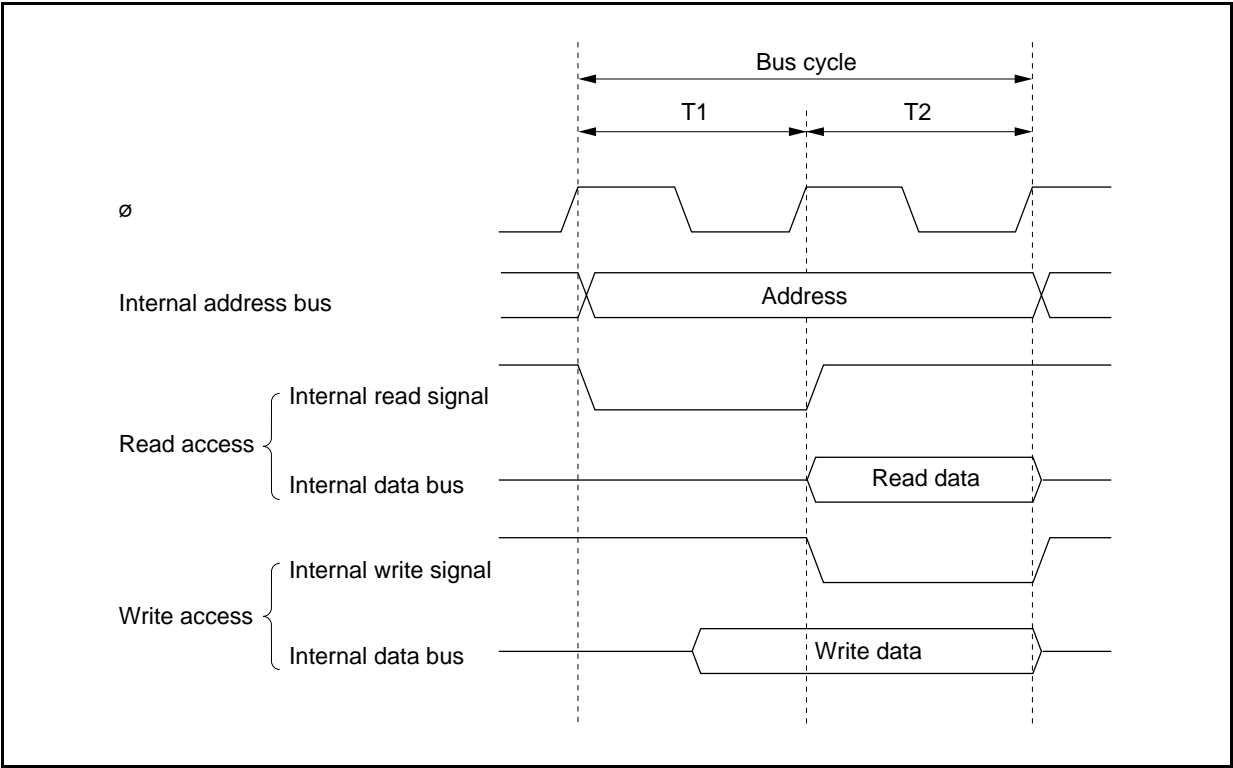 Bus cycle
T1
T2
ø
Internal address bus
Address
Internal read signal
Read access
Internal data bus
Read data
Internal write signal
Write access
Internal data bus
Write data